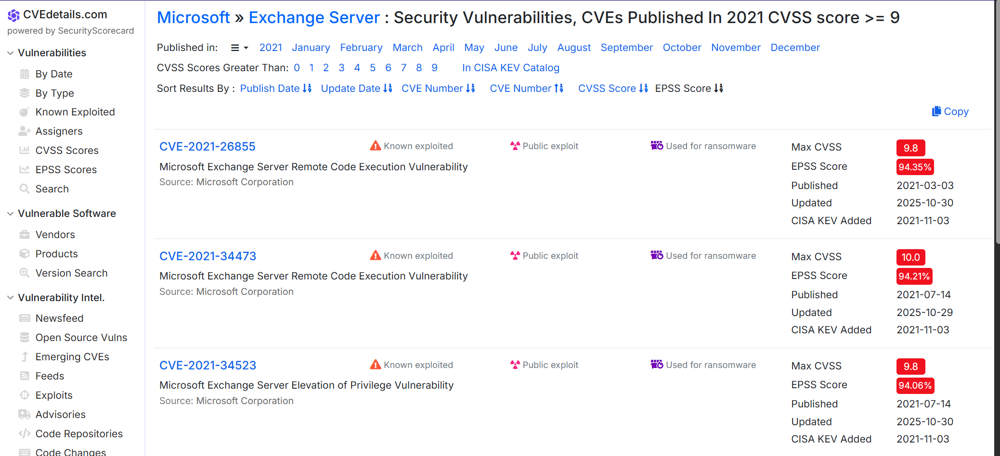 CVEdetails.com
powered by SecurityScorecard
Vulnerabilities
By Date
By Type
Known Exploited
Assigners
CVSS Scores
EPSS Scores
Search
Vulnerable Software
Vendors
Products
Version Search
Vulnerability Intel.
Newsfeed
Open Source Vulns
Emerging CVEs
Feeds
Exploits
Advisories
Code Repositories
Code Changes
Microsoft » Exchange Server : Security Vulnerabilities, CVEs Published In 2021 CVSS score >= 9
Published in: 2021 January February March April May June July August September October November December
CVSS Scores Greater Than: 0 1 2 3 4 5 6 7 8 9 In CISA KEV Catalog
Sort Results By : Publish Date Update Date CVE Number CVE Number CVSS Score EPSS Score
Copy
CVE-2021-26855 Known exploited Public exploit Used for ransomware
Microsoft Exchange Server Remote Code Execution Vulnerability
Source: Microsoft Corporation
Max CVSS 9.8
EPSS Score 94.35%
Published 2021-03-03
Updated 2025-10-30
CISA KEV Added 2021-11-03
CVE-2021-34473 Known exploited Public exploit Used for ransomware
Microsoft Exchange Server Remote Code Execution Vulnerability
Source: Microsoft Corporation
Max CVSS 10.0
EPSS Score 94.21%
Published 2021-07-14
Updated 2025-10-29
CISA KEV Added 2021-11-03
CVE-2021-34523 Known exploited Public exploit Used for ransomware
Microsoft Exchange Server Elevation of Privilege Vulnerability
Source: Microsoft Corporation
Max CVSS 9.8
EPSS Score 94.06%
Published 2021-07-14
Updated 2025-10-30
CISA KEV Added 2021-11-03